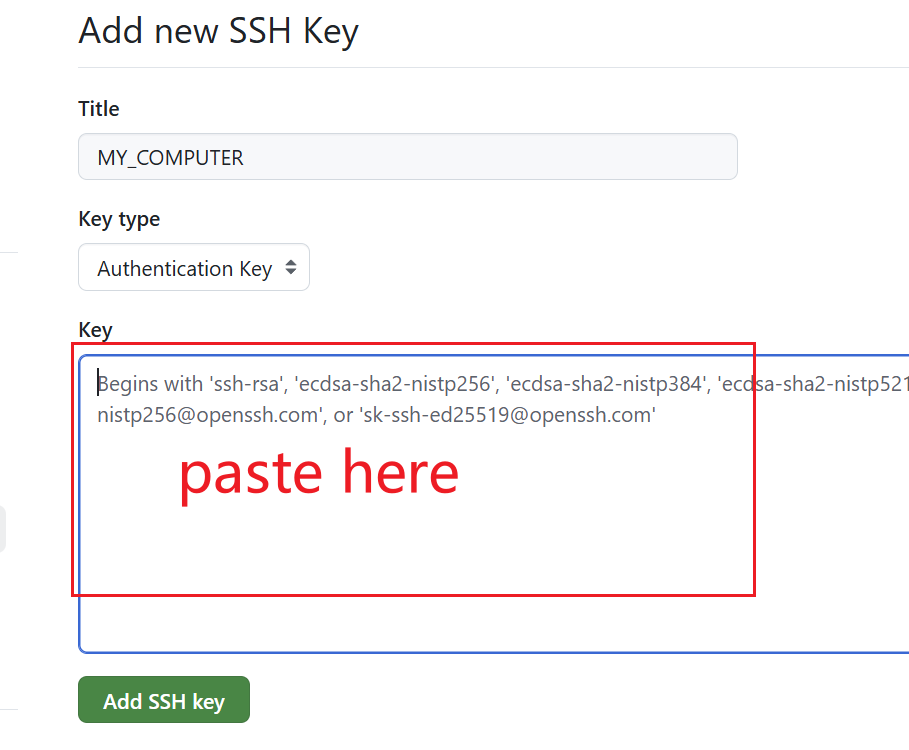 Add new SSH Key
Title
MY_COMPUTER
Key type
Authentication Key
Key
Begins with 'ssh-rsa', 'ecdsa-sha2-nistp256', 'ecdsa-sha2-nistp384', 'ecdsa-sha2-nistp521
nistp256@openssh.com', or 'sk-ssh-ed25519@openssh.com'
paste here
Add SSH key